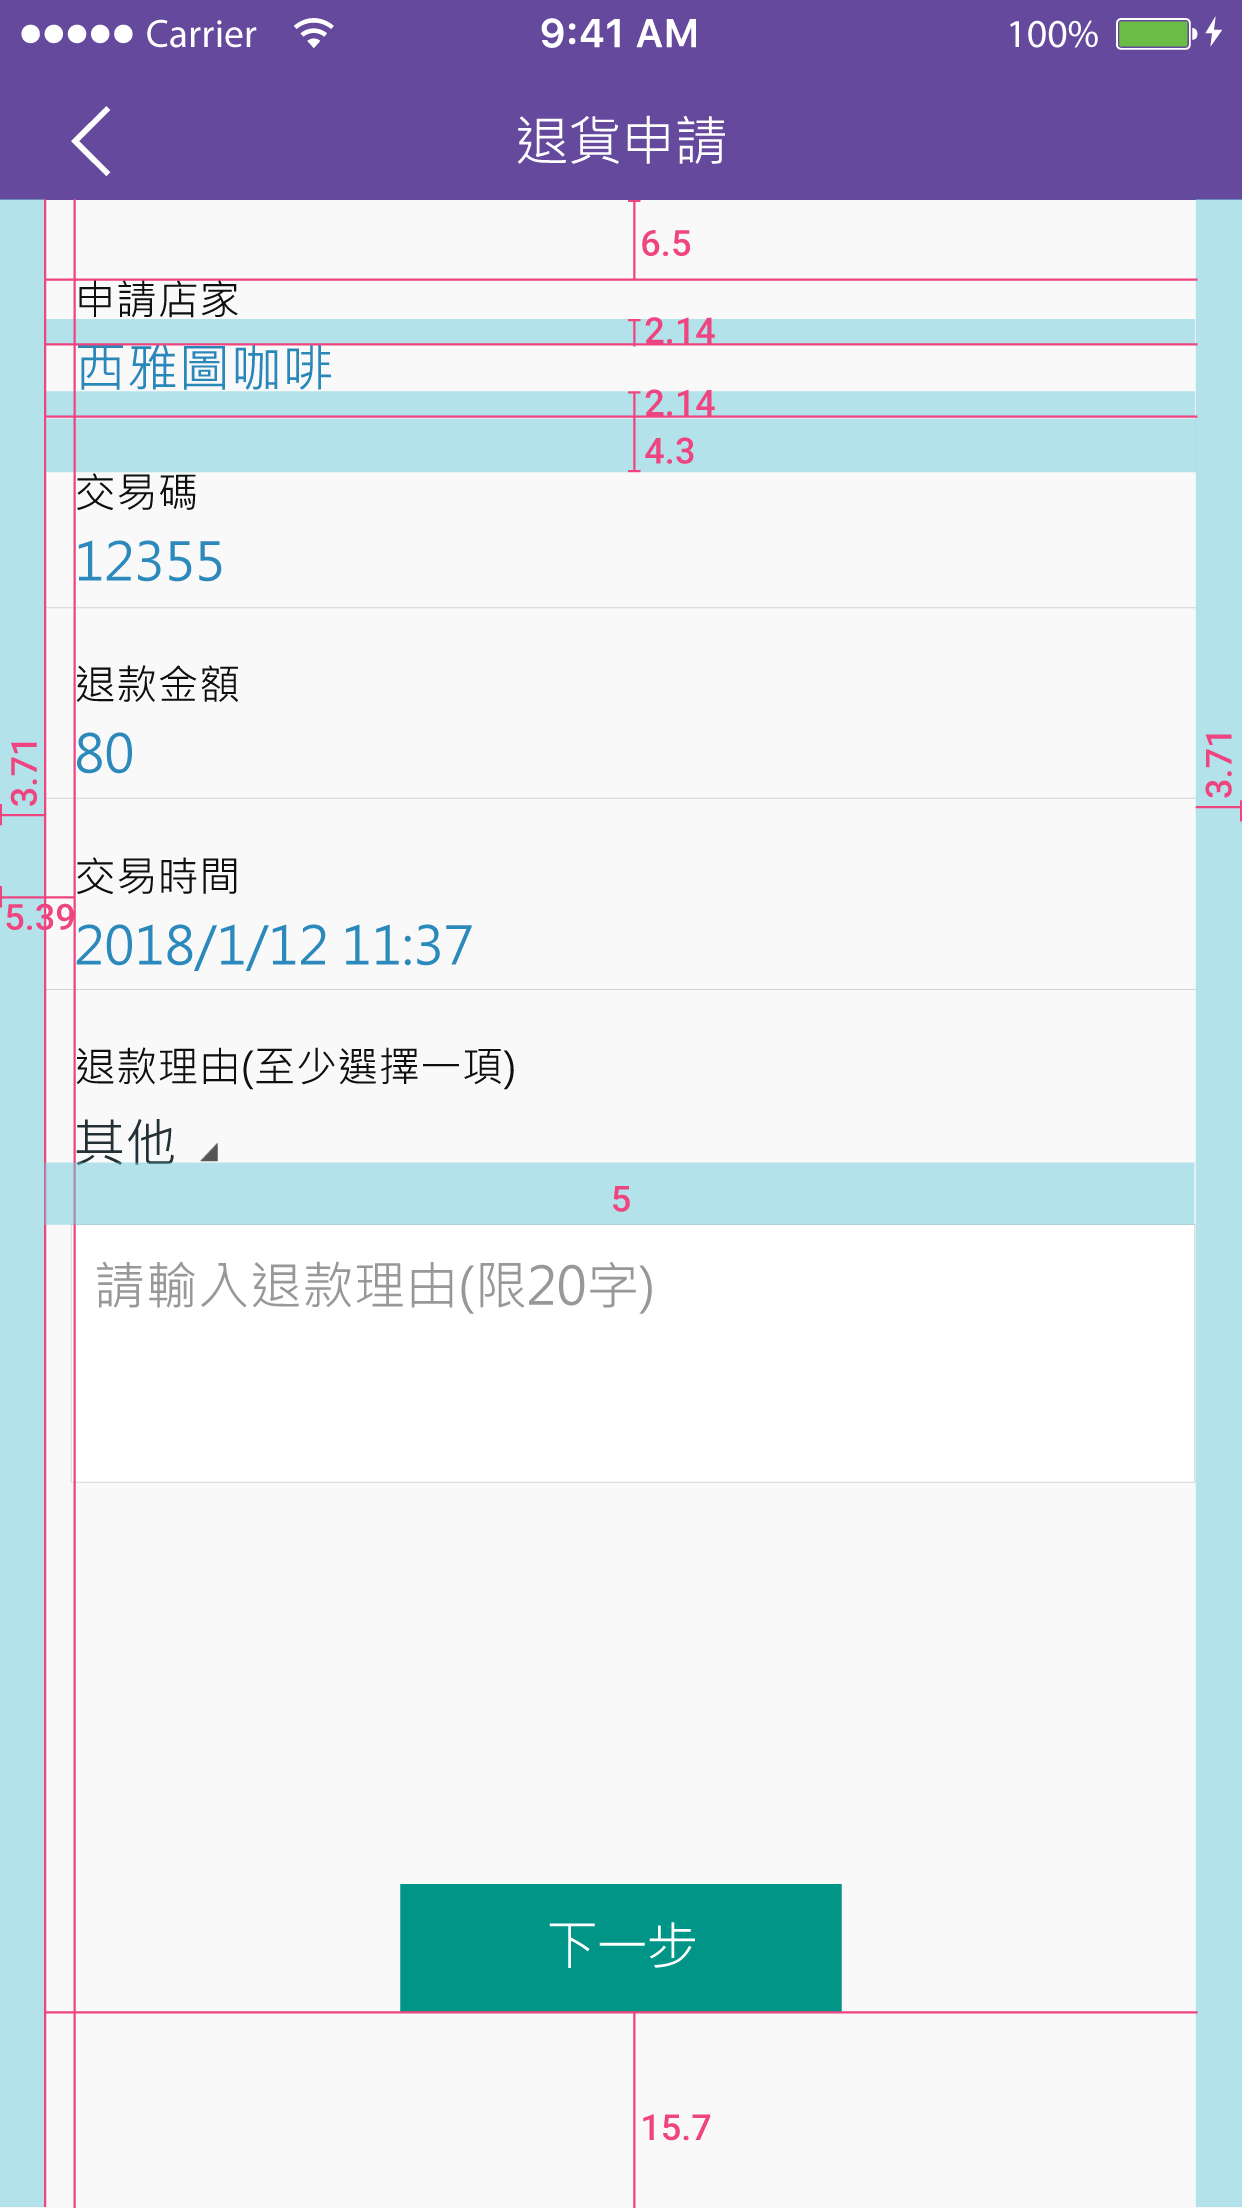 Carrier 9:41 AM 100%
退貨申請
6.5
申請店家
2.14
西雅圖咖啡
2.14
4.3
交易碼
12355
退款金額
80
3.71
3.71
交易時間
5.39
2018/1/12 11:37
退款理由(至少選擇一項)
其他
5
請輸入退款理由(限20字)
下一步
15.7